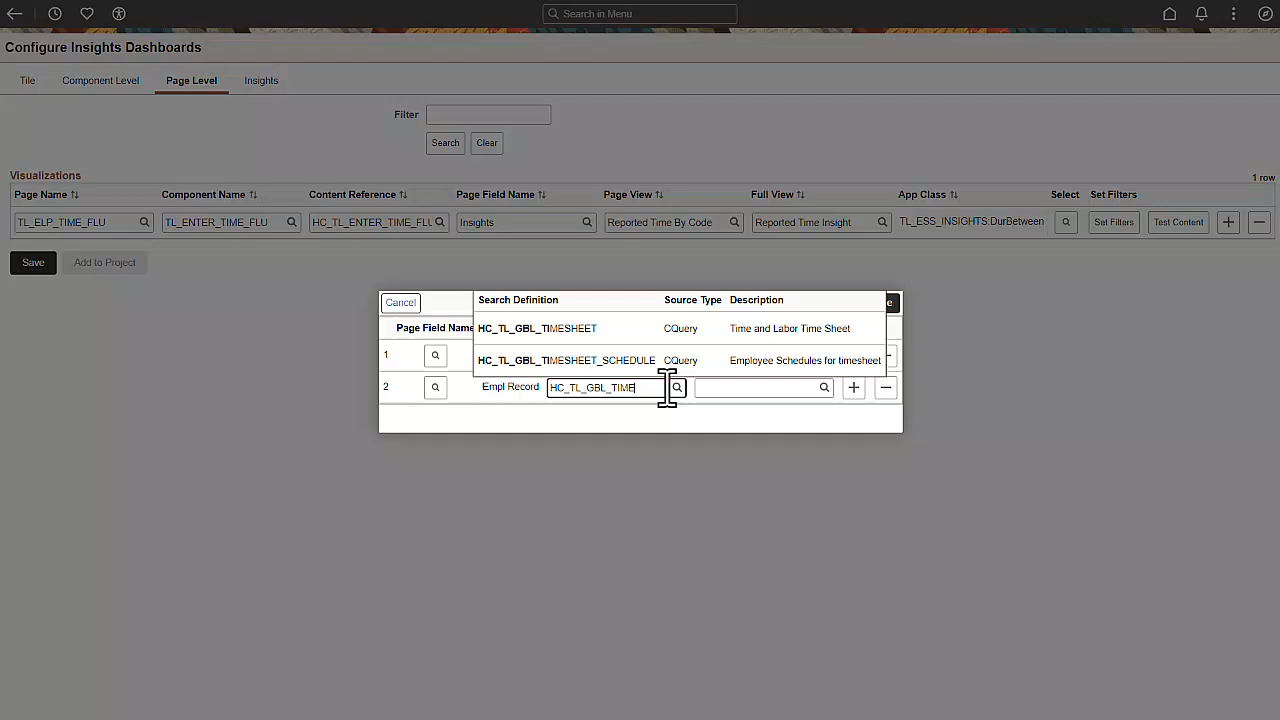 Search in Menu
Configure Insights Dashboards
Tile Component Level Page Level Insights
Filter
Search Clear
Visualizations
1 row
Page Name Component Name Content Reference Page Field Name Page View Full View App Class Select Set Filters
TL_ELP_TIME_FLU TL_ENTER_TIME_FLU HC_TL_ENTER_TIME_FLU Insights Reported Time By Code Reported Time Insight TL_ESS_INSIGHTS:DurBetween Set Filters Test Content
Save Add to Project
Cancel Search Definition Source Type Description
Page Field Name HC_TL_GBL_TIMESHEET CQuery Time and Labor Time Sheet
1 HC_TL_GBL_TIMESHEET_SCHEDULE CQuery Employee Schedules for timesheet
2 Empl Record HC_TL_GBL_TIME